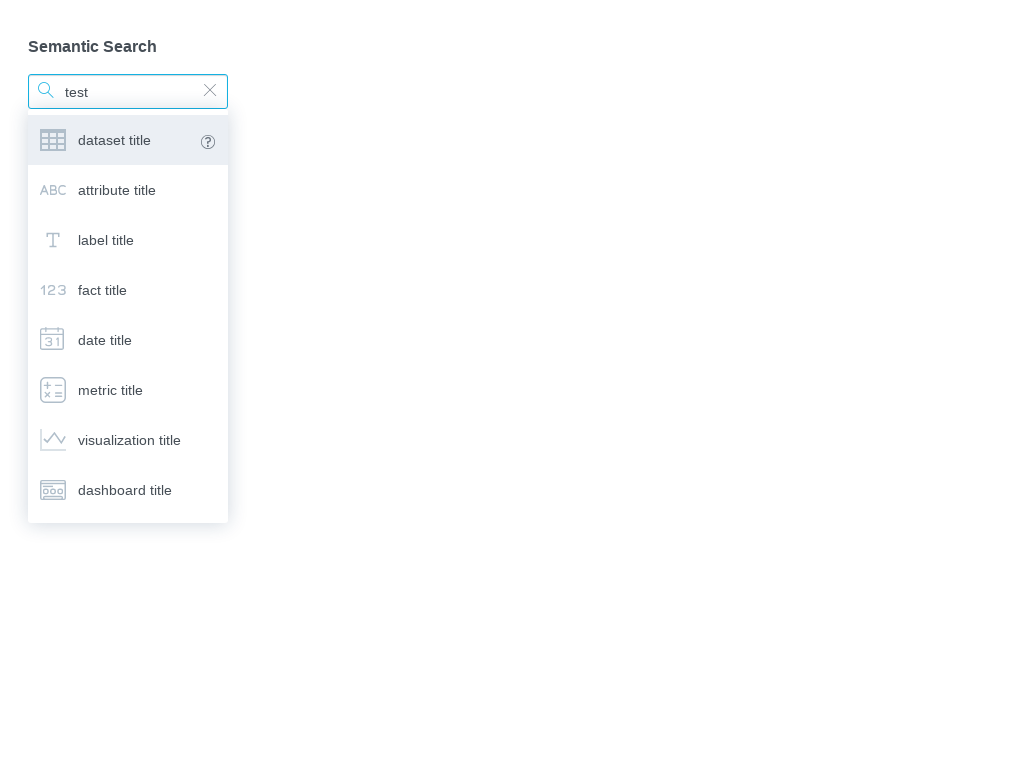 Semantic Search
test
dataset title
ABC attribute title
T label title
123 fact title
31 date title
metric title
visualization title
dashboard title